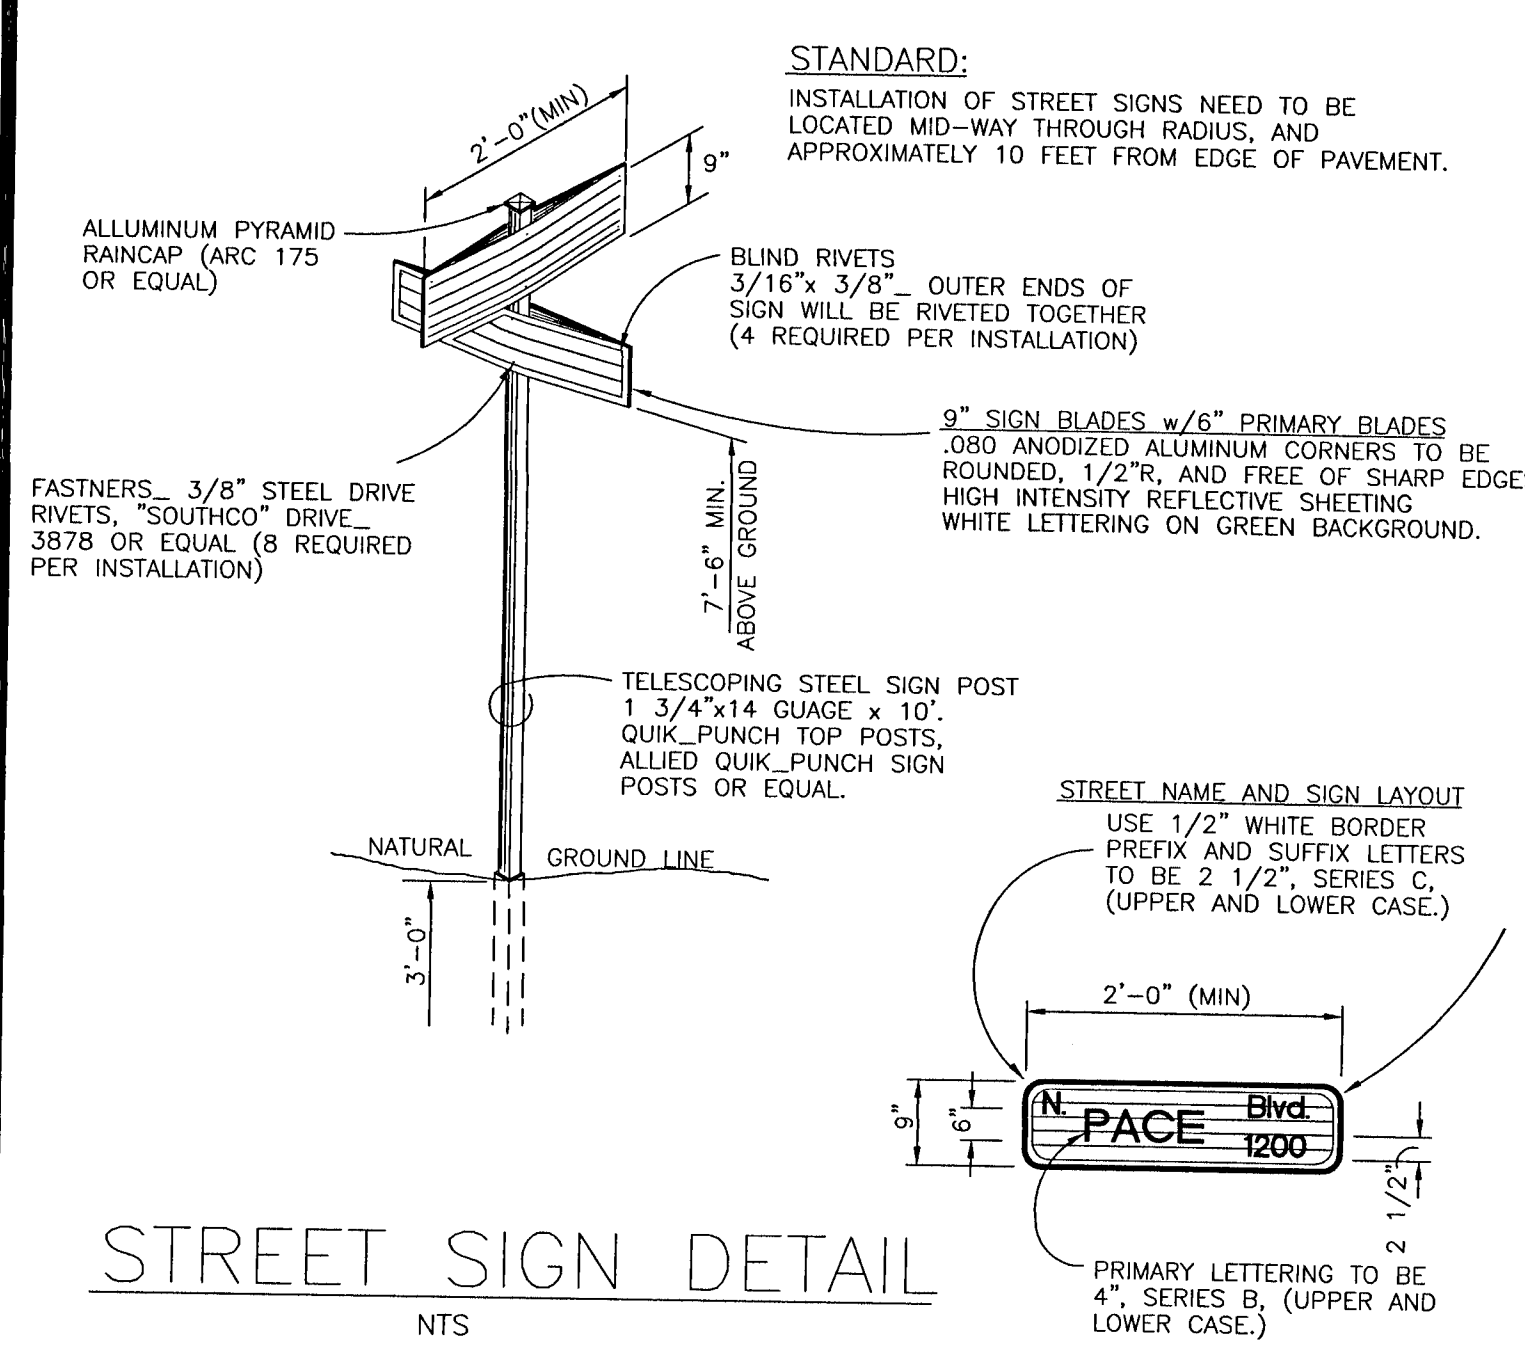 STANDARD:
INSTALLATION OF STREET SIGNS NEED TO BE
LOCATED MID-WAY THROUGH RADIUS, AND
APPROXIMATELY 10 FEET FROM EDGE OF PAVEMENT.
2'-0"(MIN)
9"
ALLUMINUM PYRAMID
RAINCAP (ARC 175
OR EQUAL)
BLIND RIVETS
3/16"x 3/8"_ OUTER ENDS OF
SIGN WILL BE RIVETED TOGETHER
(4 REQUIRED PER INSTALLATION)
9" SIGN BLADES w/6" PRIMARY BLADES
.080 ANODIZED ALUMINUM CORNERS TO BE
ROUNDED, 1/2"R, AND FREE OF SHARP EDGE
HIGH INTENSITY REFLECTIVE SHEETING
WHITE LETTERING ON GREEN BACKGROUND.
FASTNERS_ 3/8" STEEL DRIVE
RIVETS, "SOUTHCO" DRIVE_
3878 OR EQUAL (8 REQUIRED
PER INSTALLATION)
7'-6" MIN.
ABOVE GROUND
TELESCOPING STEEL SIGN POST
1 3/4"x14 GUAGE x 10'.
QUIK_PUNCH TOP POSTS,
ALLIED QUIK_PUNCH SIGN
POSTS OR EQUAL.
NATURAL GROUND LINE
3'-0"
STREET NAME AND SIGN LAYOUT
USE 1/2" WHITE BORDER
PREFIX AND SUFFIX LETTERS
TO BE 2 1/2", SERIES C,
(UPPER AND LOWER CASE.)
2'-0" (MIN)
9"
6"
N. PACE Blvd.
1200
2 1/2"
PRIMARY LETTERING TO BE
4", SERIES B, (UPPER AND
LOWER CASE.)
STREET SIGN DETAIL
NTS